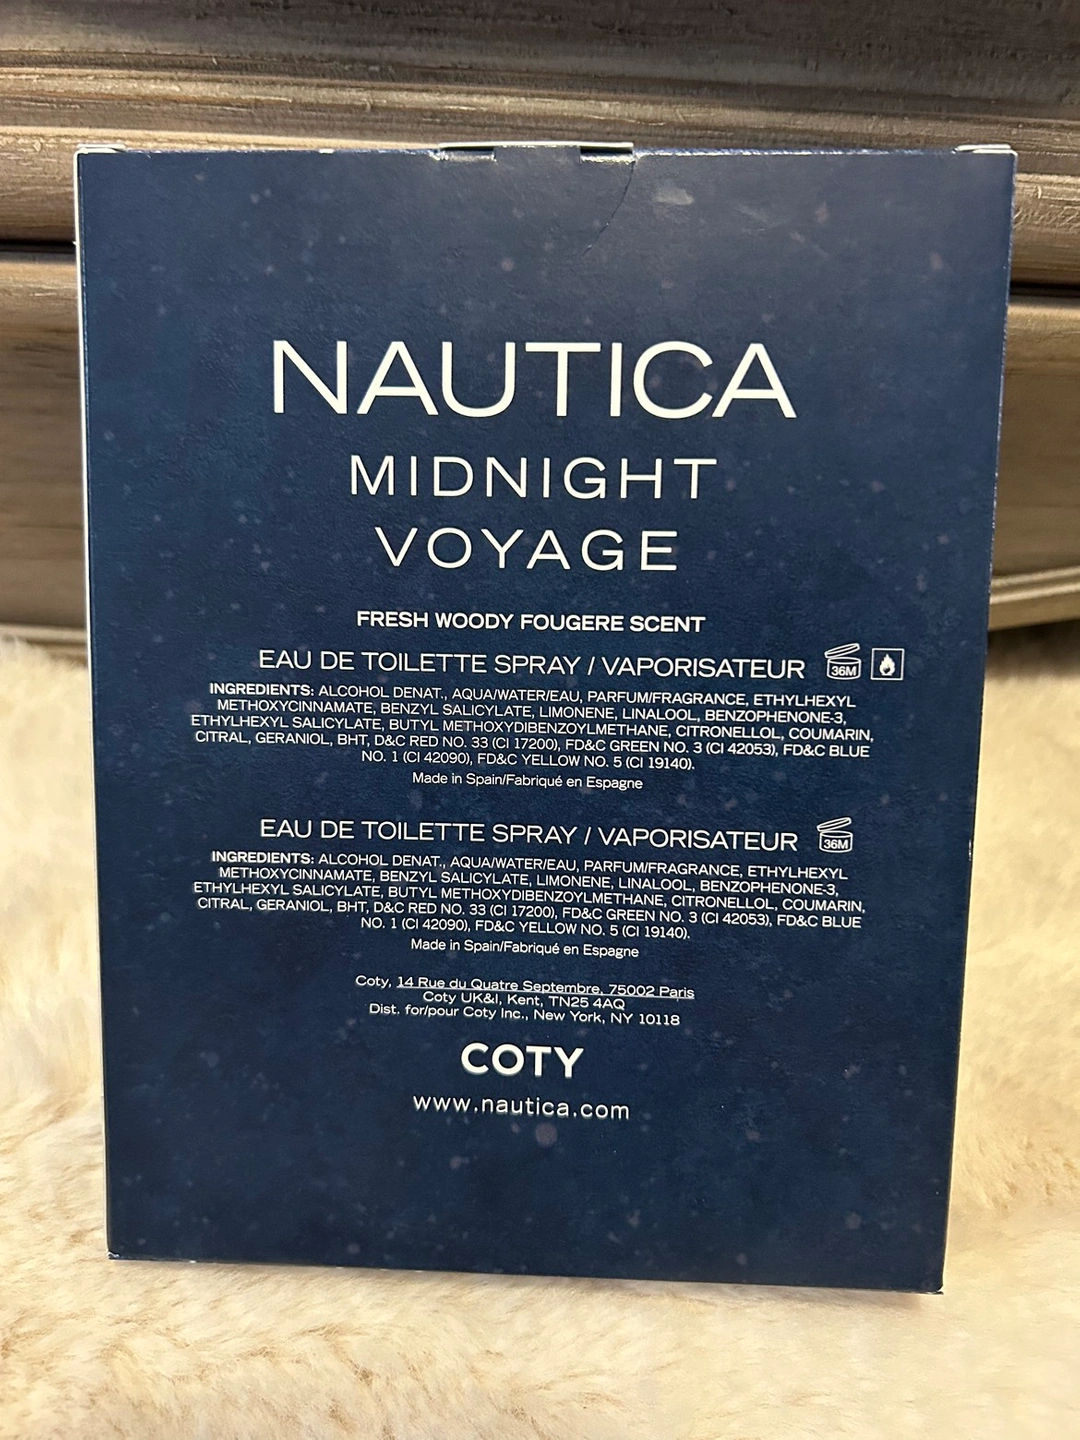 NAUTICA
MIDNIGHT
VOYAGE
FRESH WOODY FOUGERE SCENT
EAU DE TOILETTE SPRAY / VAPORISATEUR 36M
INGREDIENTS: ALCOHOL DENAT., AQUA/WATER/EAU, PARFUM/FRAGRANCE, ETHYLHEXYL
METHOXYCINNAMATE, BENZYL SALICYLATE, LIMONENE, LINALOOL, BENZOPHENONE-3,
ETHYLHEXYL SALICYLATE, BUTYL METHOXYDIBENZOYLMETHANE, CITRONELLOL, COUMARIN,
CITRAL, GERANIOL, BHT, D&C RED NO. 33 (CI 17200), FD&C GREEN NO. 3 (CI 42053), FD&C BLUE
NO. 1 (CI 42090), FD&C YELLOW NO. 5 (CI 19140).
Made in Spain/Fabriqué en Espagne
EAU DE TOILETTE SPRAY / VAPORISATEUR 36M
INGREDIENTS: ALCOHOL DENAT., AQUA/WATER/EAU, PARFUM/FRAGRANCE, ETHYLHEXYL
METHOXYCINNAMATE, BENZYL SALICYLATE, LIMONENE, LINALOOL, BENZOPHENONE-3,
ETHYLHEXYL SALICYLATE, BUTYL METHOXYDIBENZOYLMETHANE, CITRONELLOL, COUMARIN,
CITRAL, GERANIOL, BHT, D&C RED NO. 33 (CI 17200), FD&C GREEN NO. 3 (CI 42053), FD&C BLUE
NO. 1 (CI 42090), FD&C YELLOW NO. 5 (CI 19140).
Made in Spain/Fabriqué en Espagne
Coty, 14 Rue du Quatre Septembre, 75002 Paris
Coty UK&I, Kent, TN25 4AQ
Dist. for/pour Coty Inc., New York, NY 10118
COTY
www.nautica.com